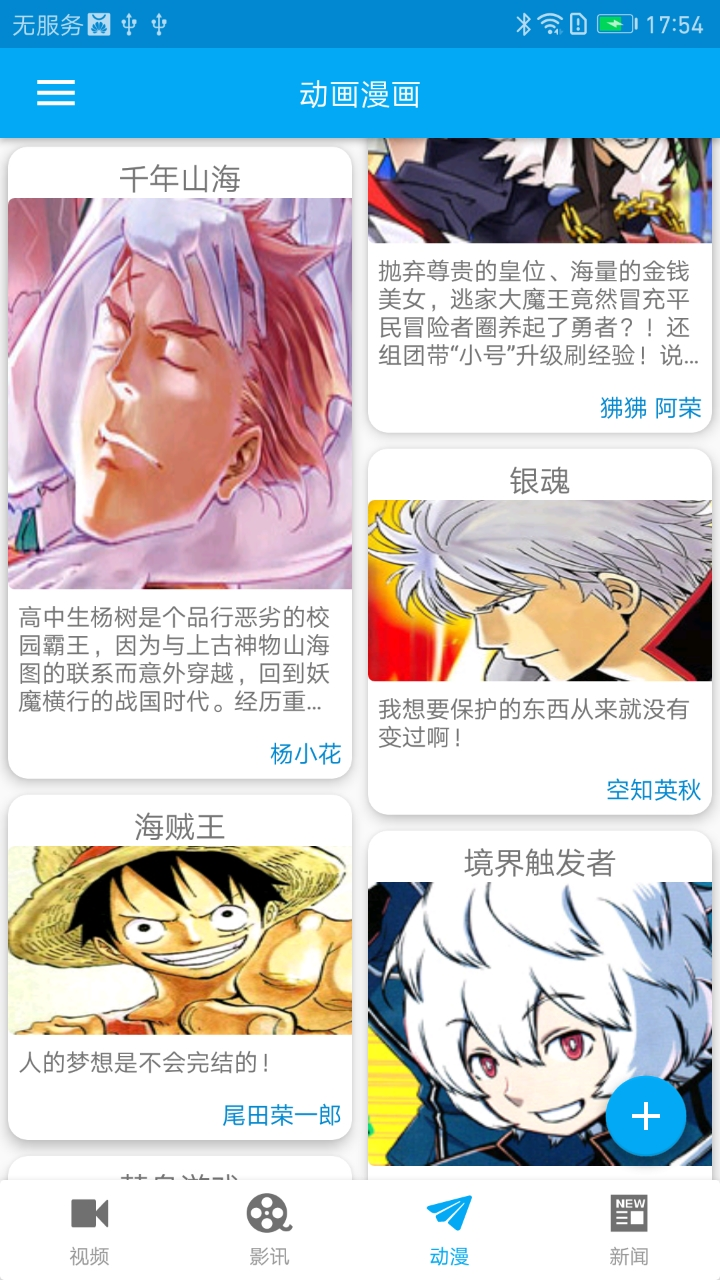 无服务
17:54
动画漫画
千年山海
高中生杨树是个品行恶劣的校
园霸王，因为与上古神物山海
图的联系而意外穿越，回到妖
魔横行的战国时代。经历重...
杨小花
海贼王
人的梦想是不会完结的！
尾田荣一郎
抛弃尊贵的皇位、海量的金钱
美女，逃家大魔王竟然冒充平
民冒险者圈养起了勇者？！还
组团带“小号”升级刷经验！说...
狒狒 阿荣
银魂
我想要保护的东西从来就没有
变过啊！
空知英秋
境界触发者
视频
影讯
动漫
NEW
新闻